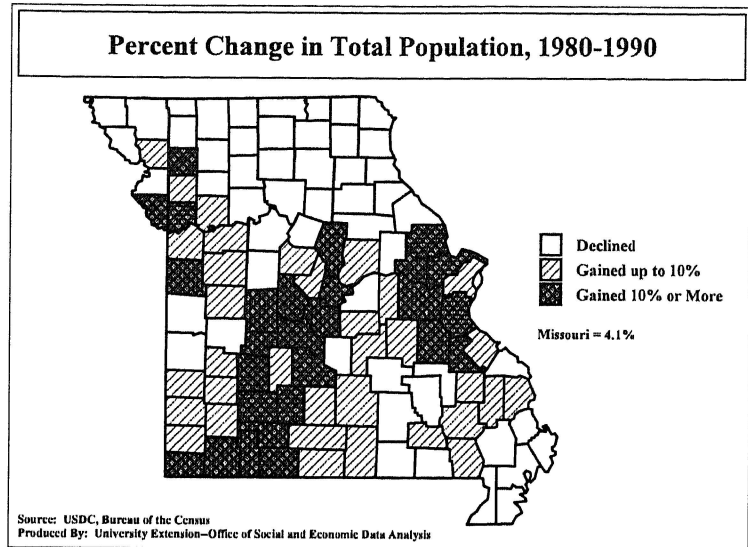 Percent Change in Total Population, 1980-1990
Declined
Gained up to 10%
Gained 10% or More
Missouri = 4.1%
Source: USDC, Bureau of the Census
Produced By: University Extension--Office of Social and Economic Data Analysis